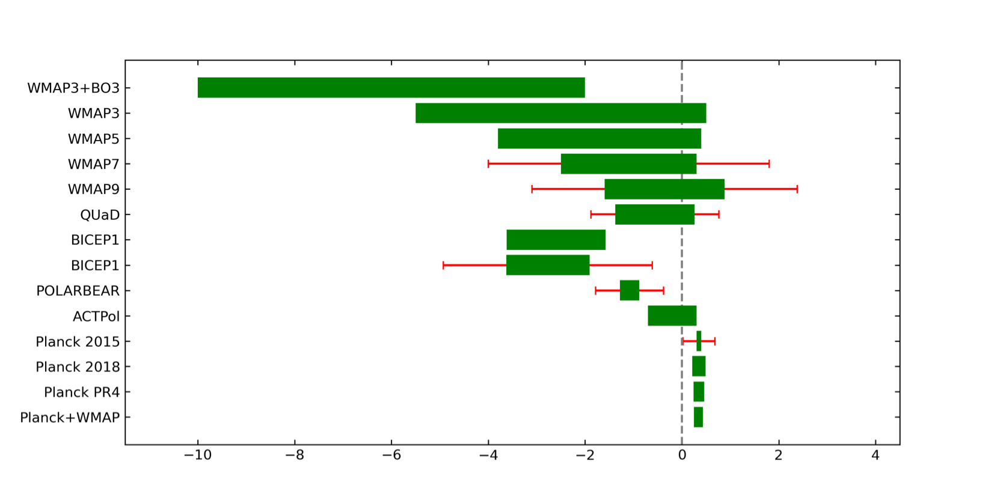 WMAP3+BO3
WMAP3
WMAP5
WMAP7
WMAP9
QUaD
BICEP1
BICEP1
POLARBEAR
ACTPol
Planck 2015
Planck 2018
Planck PR4
Planck+WMAP
−10 −8 −6 −4 −2 0 2 4